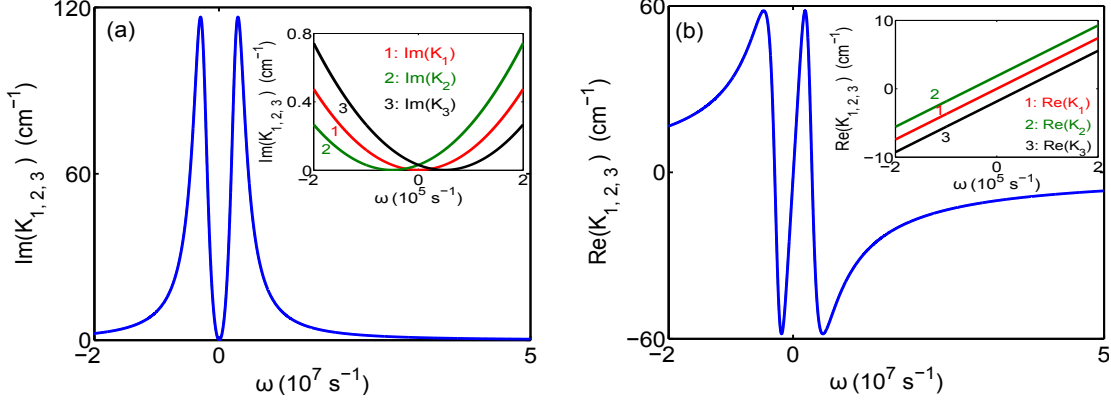 (a)
120
60
0
Im(K1, 2, 3) (cm−1)
−2
0
5
ω (10^7 s−1)
0.8
0.4
0
Im(K1,2,3) (cm−1)
1: Im(K1)
2: Im(K2)
3: Im(K3)
3
1
2
−2
0
2
ω (10^5 s−1)
(b)
60
0
−60
Re(K1, 2, 3) (cm−1)
−2
0
5
ω (10^7 s−1)
10
0
−10
Re(K1,2,3) (cm−1)
2
1
3
1: Re(K1)
2: Re(K2)
3: Re(K3)
−2
0
2
ω (10^5 s−1)